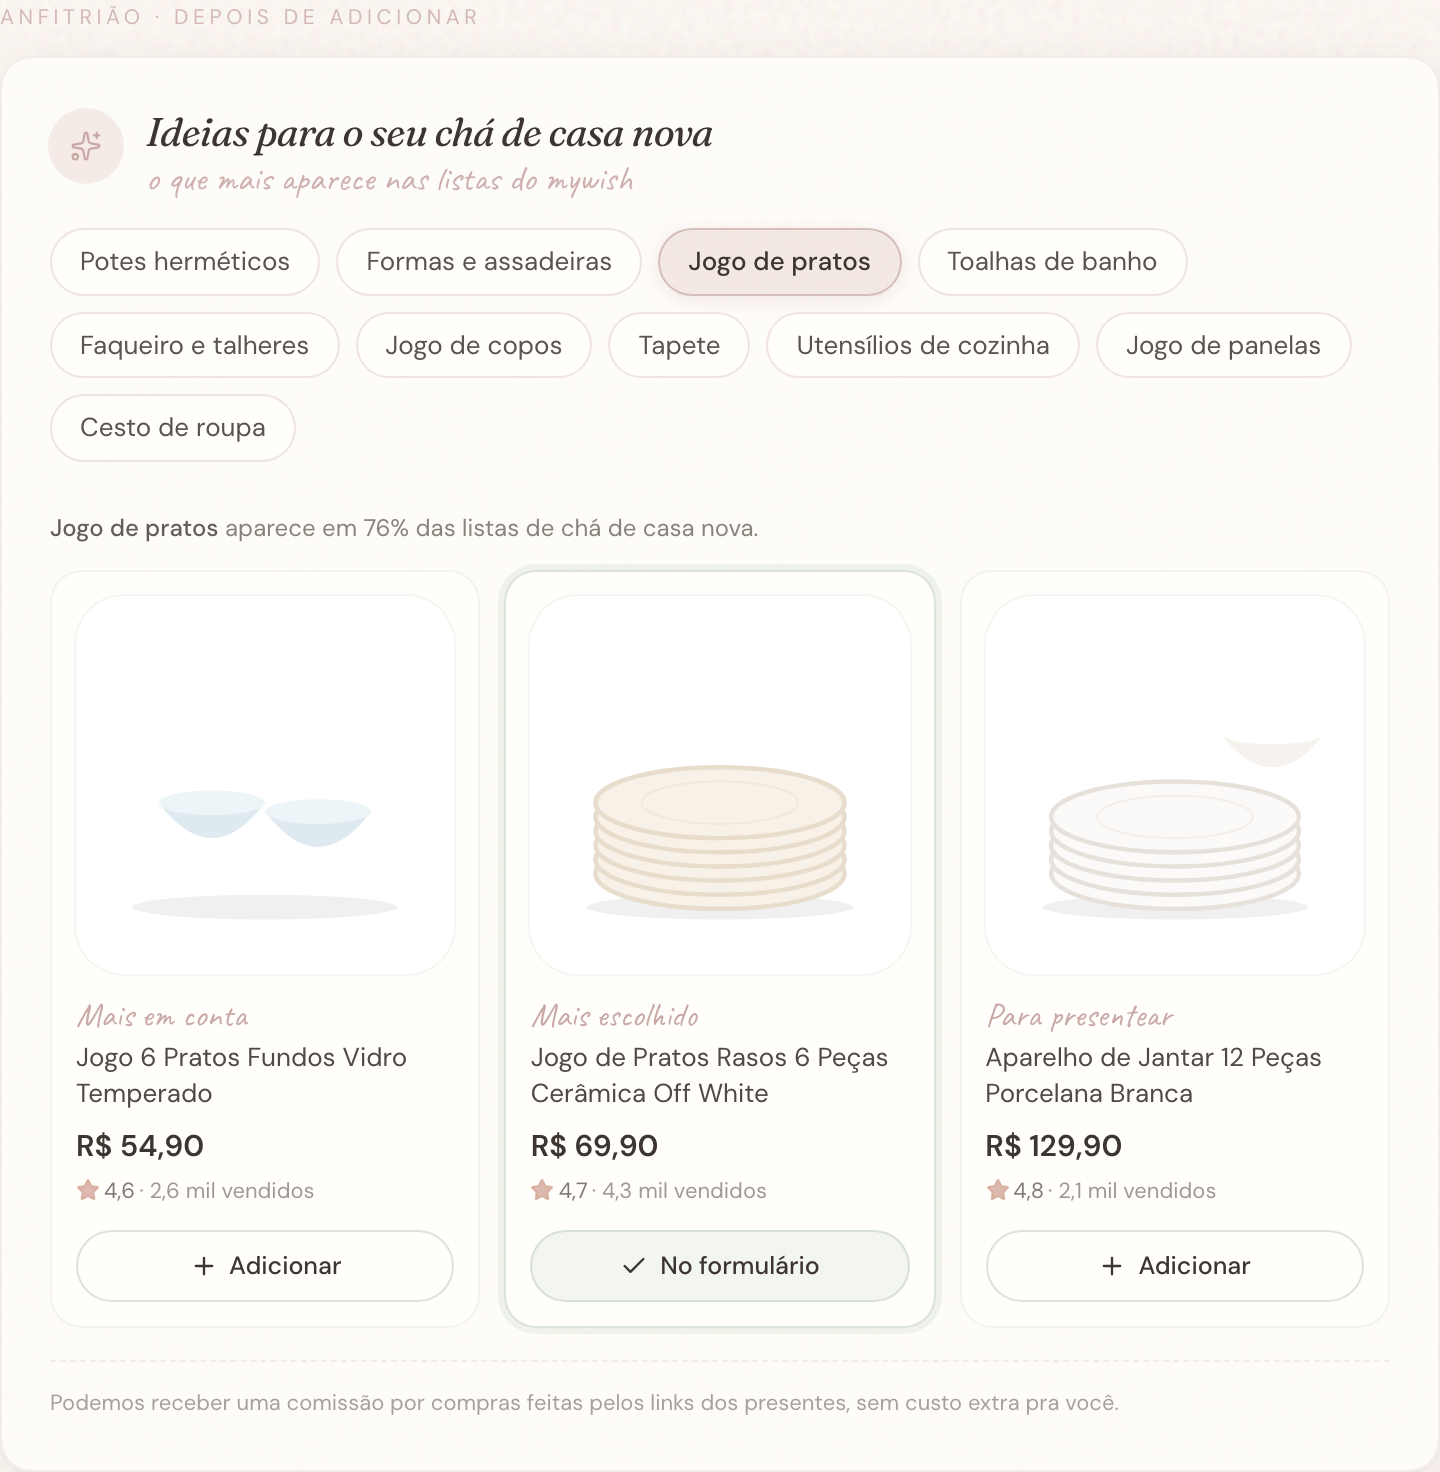 ANFITRIÃO · DEPOIS DE ADICIONAR
Ideias para o seu chá de casa nova
o que mais aparece nas listas do mywish
Potes herméticos
Formas e assadeiras
Jogo de pratos
Toalhas de banho
Faqueiro e talheres
Jogo de copos
Tapete
Utensílios de cozinha
Jogo de panelas
Cesto de roupa
Jogo de pratos aparece em 76% das listas de chá de casa nova.
Mais em conta
Jogo 6 Pratos Fundos Vidro
Temperado
R$ 54,90
4,6 · 2,6 mil vendidos
+ Adicionar
Mais escolhido
Jogo de Pratos Rasos 6 Peças
Cerâmica Off White
R$ 69,90
4,7 · 4,3 mil vendidos
✓ No formulário
Para presentear
Aparelho de Jantar 12 Peças
Porcelana Branca
R$ 129,90
4,8 · 2,1 mil vendidos
+ Adicionar
Podemos receber uma comissão por compras feitas pelos links dos presentes, sem custo extra pra você.